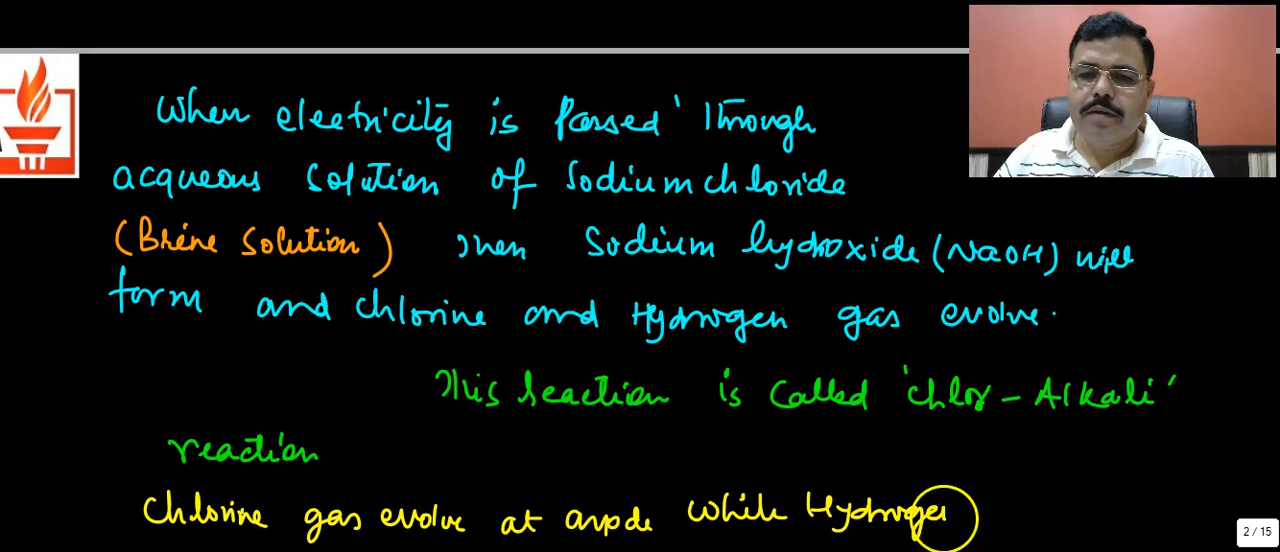 When electricity is passed through
acqueous solution of Sodium chloride
(Brine solution) then Sodium hydroxide (NaOH) will
form and chlorine and Hydrogen gas evolve.
This reaction is called 'chlor-Alkali'
reaction
Chlorine gas evolve at anode while Hydrogen
2 / 15